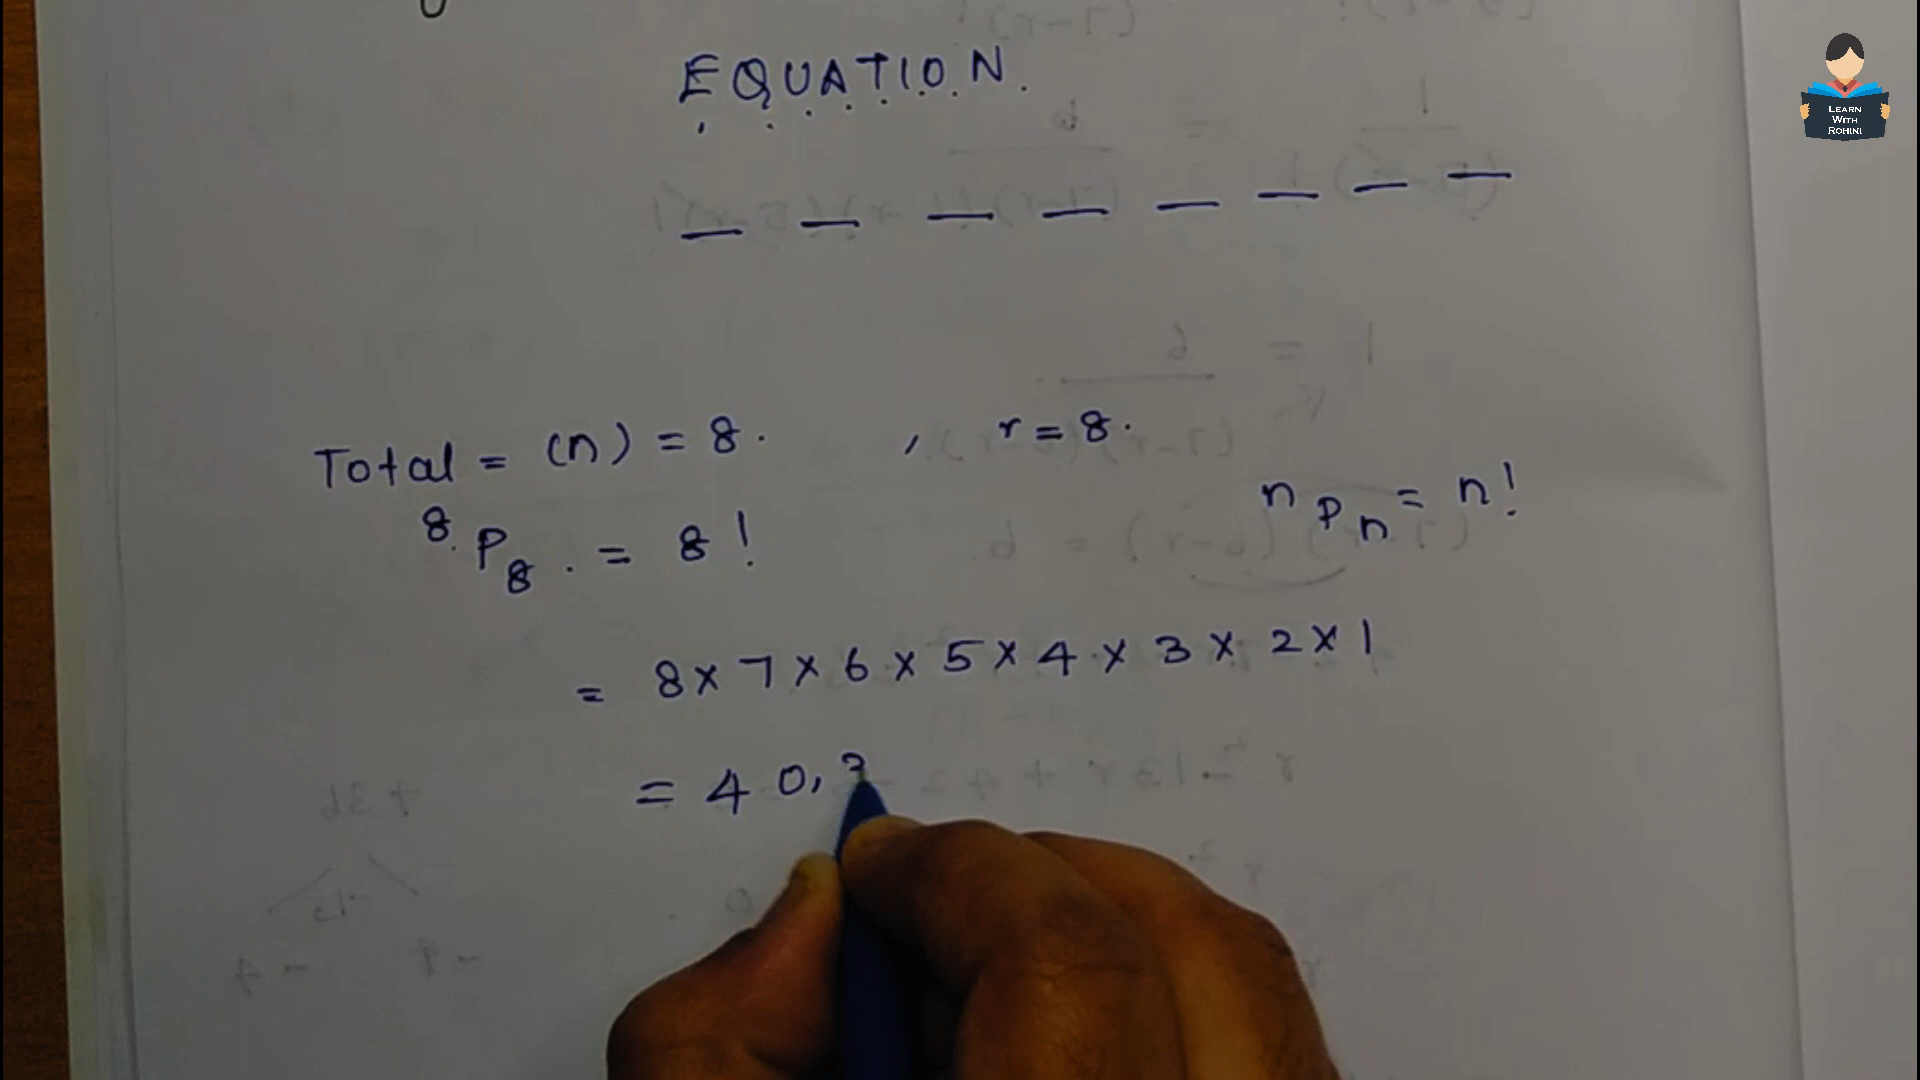 EQUATION.
Total = (n) = 8. , r = 8.
⁸P₈ . = 8!
ⁿPₙ = n!
= 8 × 7 × 6 × 5 × 4 × 3 × 2 × 1
= 40,
LEARN
WITH
ROHINI